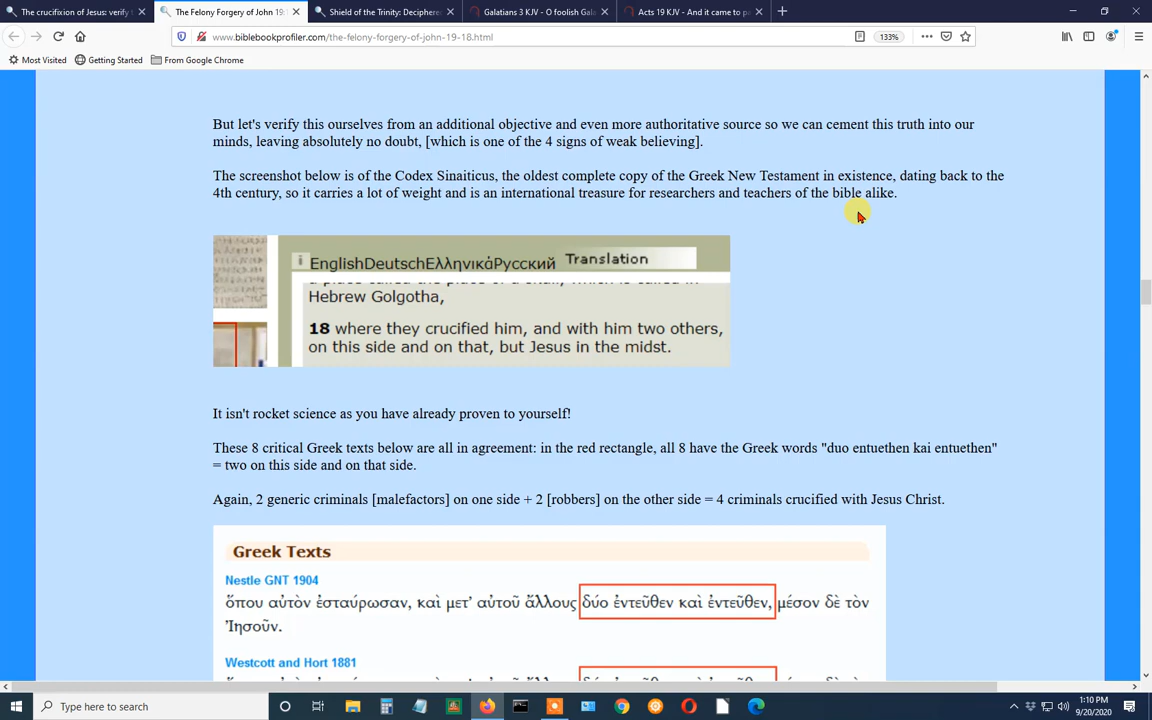 The crucifixion of Jesus: verify t
The Felony Forgery of John 19:
Shield of the Trinity: Decipherer
Galatians 3 KJV - O foolish Gala
Acts 19 KJV - And it came to pa
www.biblebookprofiler.com/the-felony-forgery-of-john-19-18.html
133%
Most Visited
Getting Started
From Google Chrome
But let's verify this ourselves from an additional objective and even more authoritative source so we can cement this truth into our
minds, leaving absolutely no doubt, [which is one of the 4 signs of weak believing].
The screenshot below is of the Codex Sinaiticus, the oldest complete copy of the Greek New Testament in existence, dating back to the
4th century, so it carries a lot of weight and is an international treasure for researchers and teachers of the bible alike.
i EnglishDeutschΕλληνικάРусский Translation
a place called the place of a skull, which is called in
Hebrew Golgotha,
18 where they crucified him, and with him two others,
on this side and on that, but Jesus in the midst.
It isn't rocket science as you have already proven to yourself!
These 8 critical Greek texts below are all in agreement: in the red rectangle, all 8 have the Greek words "duo entuethen kai entuethen"
= two on this side and on that side.
Again, 2 generic criminals [malefactors] on one side + 2 [robbers] on the other side = 4 criminals crucified with Jesus Christ.
Greek Texts
Nestle GNT 1904
ὅπου αὐτὸν ἐσταύρωσαν, καὶ μετ' αὐτοῦ ἄλλους δύο ἐντεῦθεν καὶ ἐντεῦθεν, μέσον δὲ τὸν
Ἰησοῦν.
Westcott and Hort 1881
Type here to search
1:10 PM
9/20/2020